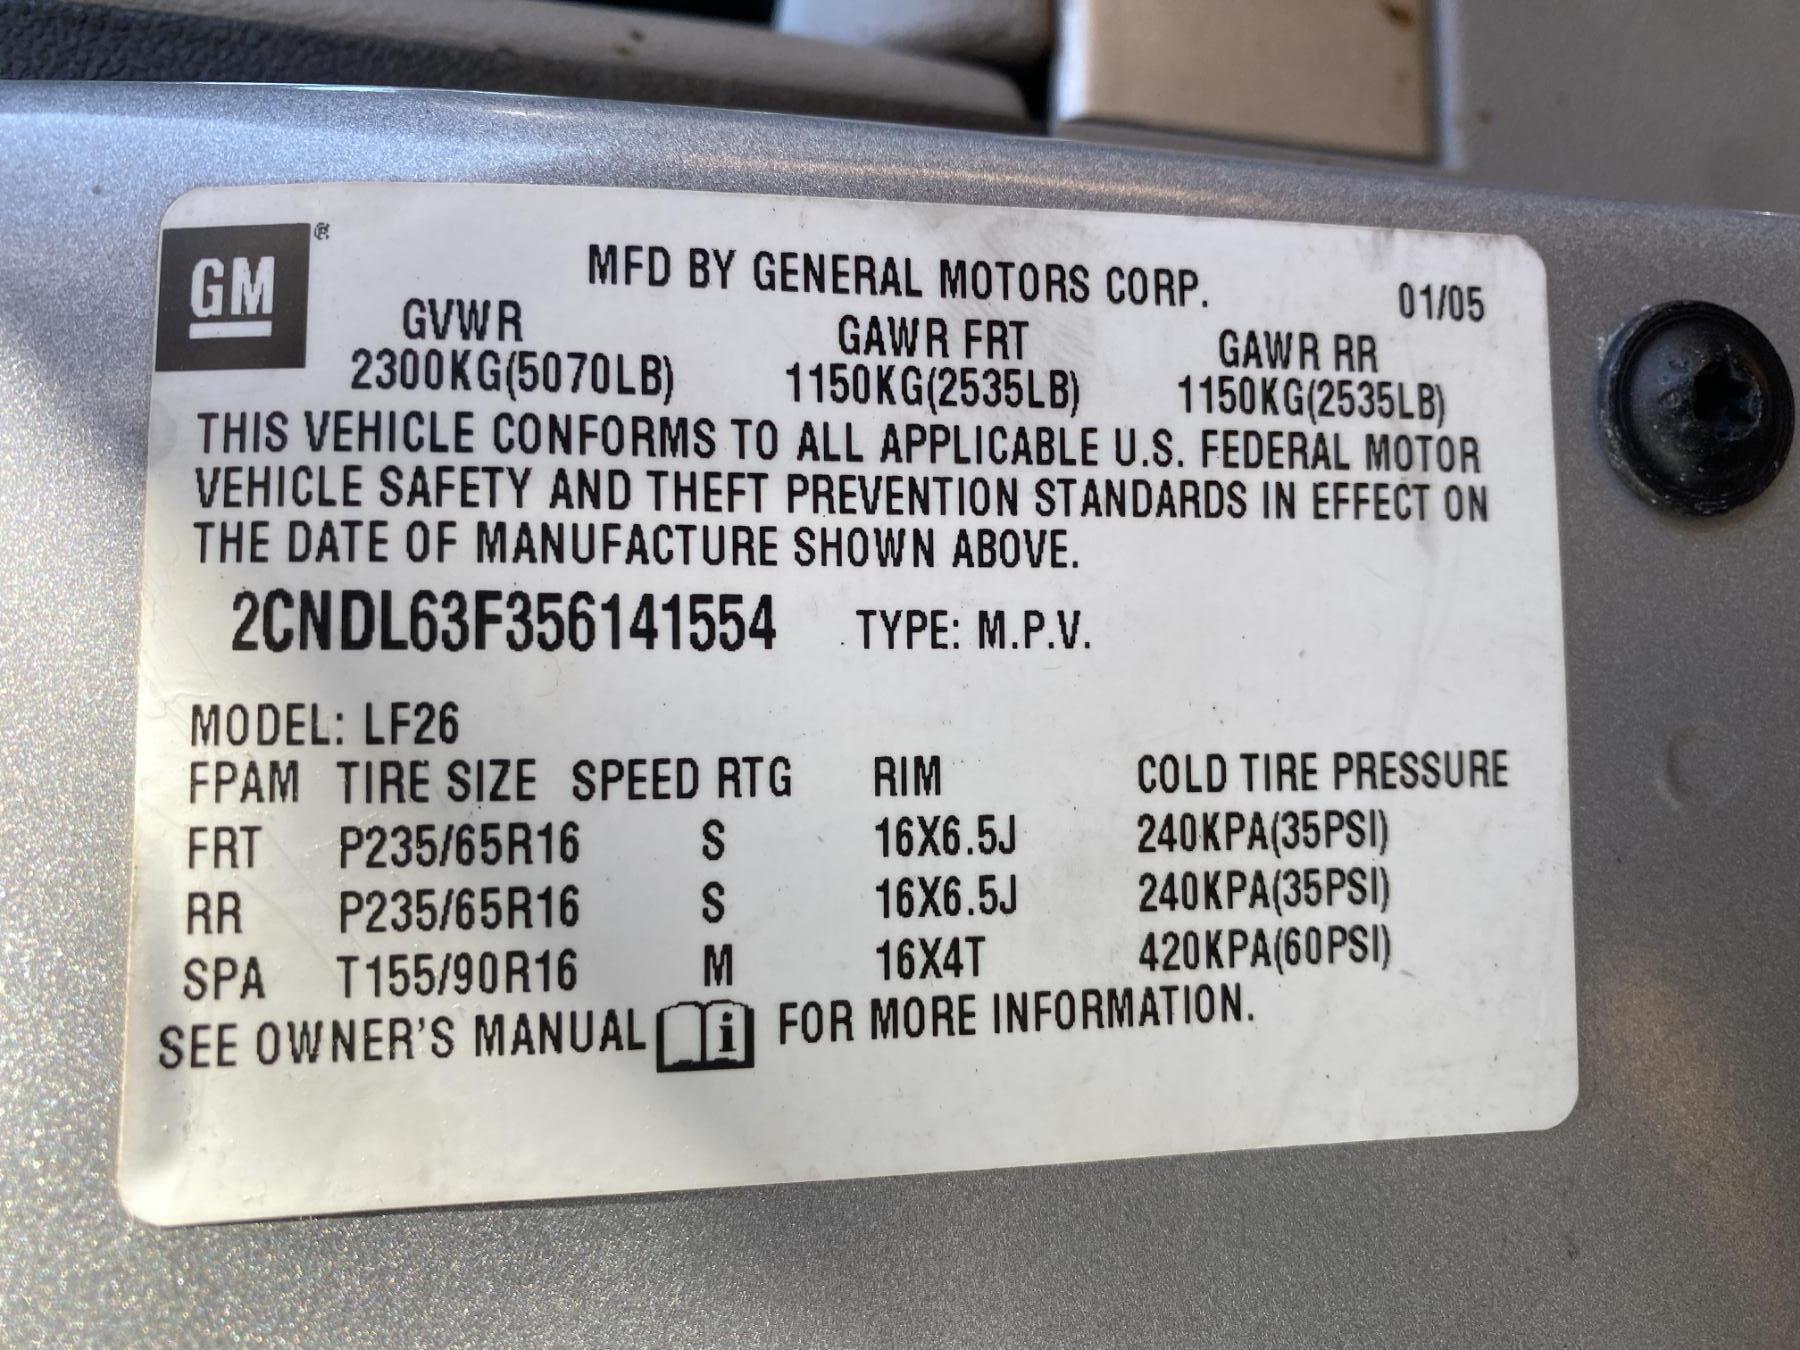 GM ®
MFD BY GENERAL MOTORS CORP. 01/05
GVWR GAWR FRT GAWR RR
2300KG(5070LB) 1150KG(2535LB) 1150KG(2535LB)
THIS VEHICLE CONFORMS TO ALL APPLICABLE U.S. FEDERAL MOTOR
VEHICLE SAFETY AND THEFT PREVENTION STANDARDS IN EFFECT ON
THE DATE OF MANUFACTURE SHOWN ABOVE.
2CNDL63F356141554 TYPE: M.P.V.
MODEL: LF26
FPAM TIRE SIZE SPEED RTG RIM COLD TIRE PRESSURE
FRT P235/65R16 S 16X6.5J 240KPA(35PSI)
RR P235/65R16 S 16X6.5J 240KPA(35PSI)
SPA T155/90R16 M 16X4T 420KPA(60PSI)
SEE OWNER'S MANUAL i FOR MORE INFORMATION.